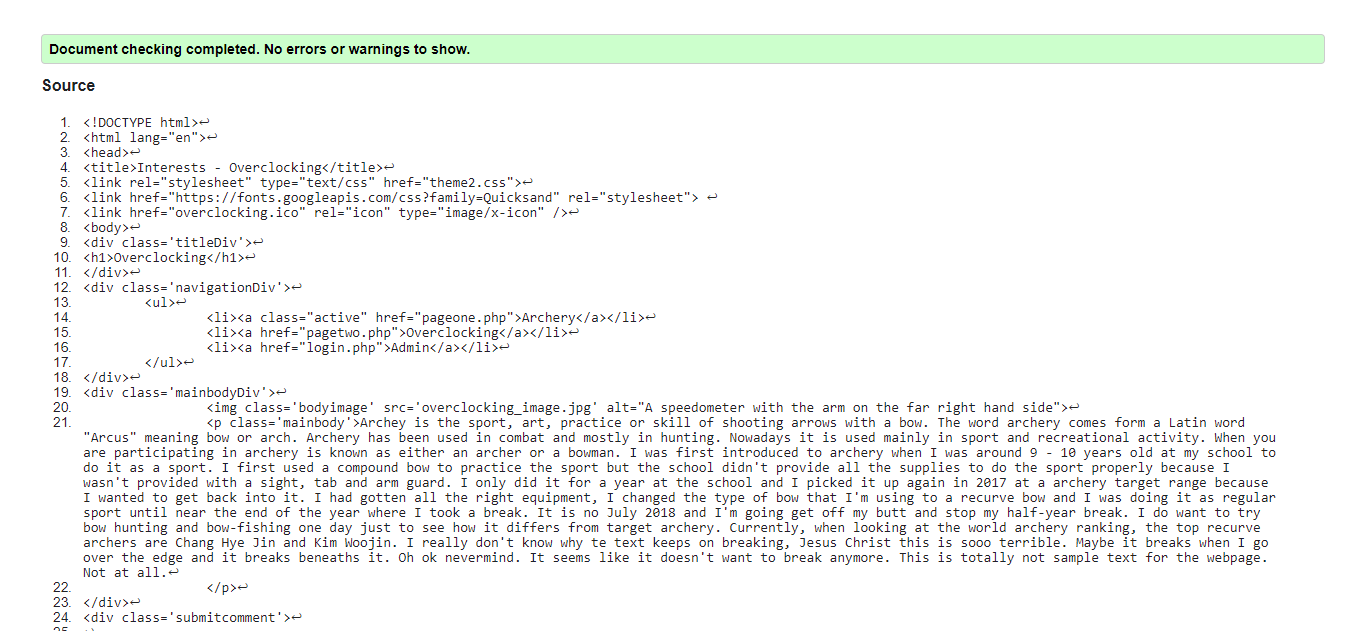 Document checking completed. No errors or warnings to show.
Source
1. <!DOCTYPE html>↩
2. <html lang="en">↩
3. <head>↩
4. <title>Interests - Overclocking</title>↩
5. <link rel="stylesheet" type="text/css" href="theme2.css">↩
6. <link href="https://fonts.googleapis.com/css?family=Quicksand" rel="stylesheet"> ↩
7. <link href="overclocking.ico" rel="icon" type="image/x-icon" />↩
8. <body>↩
9. <div class='titleDiv'>↩
10. <h1>Overclocking</h1>↩
11. </div>↩
12. <div class='navigationDiv'>↩
13. <ul>↩
14. <li><a class="active" href="pageone.php">Archery</a></li>↩
15. <li><a href="pagetwo.php">Overclocking</a></li>↩
16. <li><a href="login.php">Admin</a></li>↩
17. </ul>↩
18. </div>↩
19. <div class='mainbodyDiv'>↩
20. <img class='bodyimage' src='overclocking_image.jpg' alt="A speedometer with the arm on the far right hand side">↩
21. <p class='mainbody'>Archey is the sport, art, practice or skill of shooting arrows with a bow. The word archery comes form a Latin word
"Arcus" meaning bow or arch. Archery has been used in combat and mostly in hunting. Nowadays it is used mainly in sport and recreational activity. When you
are participating in archery is known as either an archer or a bowman. I was first introduced to archery when I was around 9 - 10 years old at my school to
do it as a sport. I first used a compound bow to practice the sport but the school didn't provide all the supplies to do the sport properly because I
wasn't provided with a sight, tab and arm guard. I only did it for a year at the school and I picked it up again in 2017 at a archery target range because
I wanted to get back into it. I had gotten all the right equipment, I changed the type of bow that I'm using to a recurve bow and I was doing it as regular
sport until near the end of the year where I took a break. It is no July 2018 and I'm going get off my butt and stop my half-year break. I do want to try
bow hunting and bow-fishing one day just to see how it differs from target archery. Currently, when looking at the world archery ranking, the top recurve
archers are Chang Hye Jin and Kim Woojin. I really don't know why te text keeps on breaking, Jesus Christ this is sooo terrible. Maybe it breaks when I go
over the edge and it breaks beneaths it. Oh ok nevermind. It seems like it doesn't want to break anymore. This is totally not sample text for the webpage.
Not at all.↩
22. </p>↩
23. </div>↩
24. <div class='submitcomment'>↩